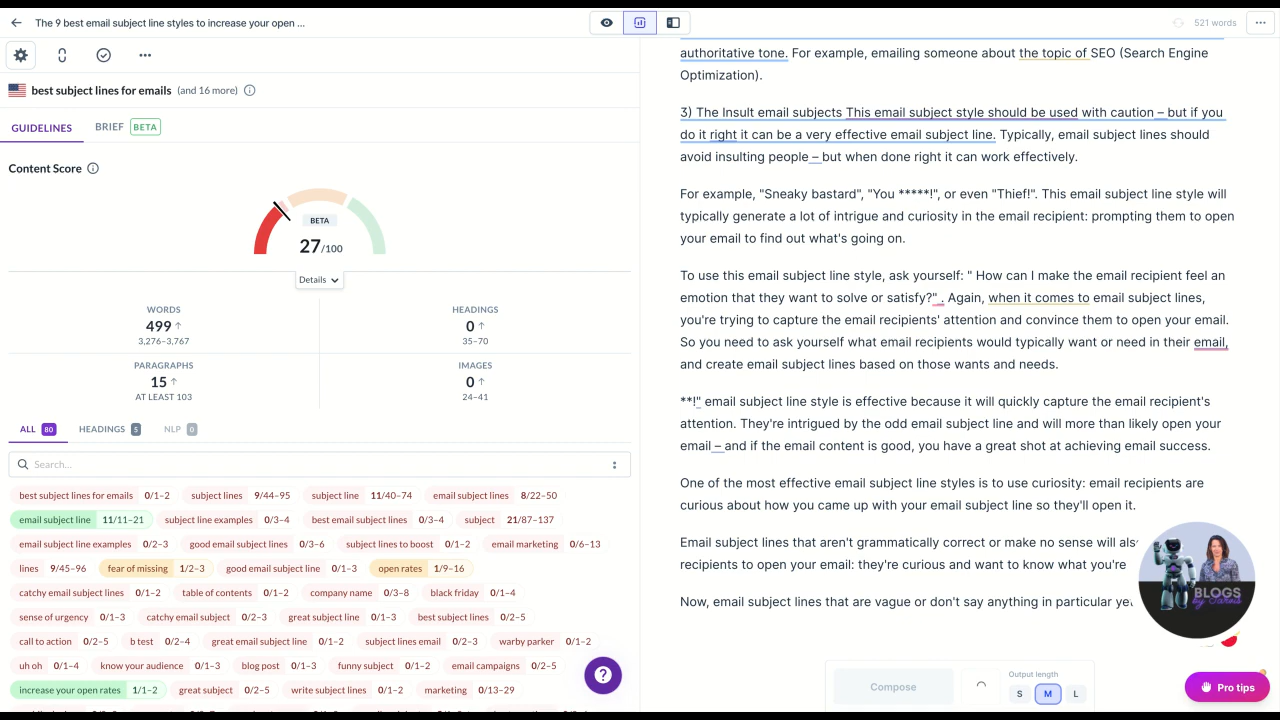 The 9 best email subject line styles to increase your open ...
521 words
best subject lines for emails (and 16 more)
GUIDELINES
BRIEF BETA
Content Score
BETA
27/100
Details
WORDS
499 ↑
3,276–3,767
HEADINGS
0 ↑
35–70
PARAGRAPHS
15 ↑
AT LEAST 103
IMAGES
0 ↑
24–41
ALL 80 HEADINGS 5 NLP 0
Search...
best subject lines for emails 0/1–2 subject lines 9/44–95 subject line 11/40–74 email subject lines 8/22–50
email subject line 11/11–21 subject line examples 0/3–4 best email subject lines 0/3–4 subject 21/87–137
email subject line examples 0/2–3 good email subject lines 0/3–6 subject lines to boost 0/1–2 email marketing 0/6–13
lines 9/45–96 fear of missing 1/2–3 good email subject line 0/1–3 open rates 1/9–16
catchy email subject lines 0/1–2 table of contents 0/1–2 company name 0/3–8 black friday 0/1–4
sense of urgency 0/1–3 catchy email subject 0/2–3 great subject line 0/1–3 best subject lines 0/2–5
call to action 0/2–5 b test 0/2–4 great email subject line 0/1–2 subject lines email 0/2–3 warby parker 0/1–2
uh oh 0/1–4 know your audience 0/1–3 blog post 0/1–3 funny subject 0/1–2 email campaigns 0/2–5
increase your open rates 1/1–2 great subject 0/2–5 write subject lines 0/1–2 marketing 0/13–29
authoritative tone. For example, emailing someone about the topic of SEO (Search Engine
Optimization).
3) The Insult email subjects This email subject style should be used with caution – but if you
do it right it can be a very effective email subject line. Typically, email subject lines should
avoid insulting people – but when done right it can work effectively.
For example, "Sneaky bastard", "You *****!", or even "Thief!". This email subject line style will
typically generate a lot of intrigue and curiosity in the email recipient: prompting them to open
your email to find out what's going on.
To use this email subject line style, ask yourself: " How can I make the email recipient feel an
emotion that they want to solve or satisfy?" . Again, when it comes to email subject lines,
you're trying to capture the email recipients' attention and convince them to open your email.
So you need to ask yourself what email recipients would typically want or need in their email,
and create email subject lines based on those wants and needs.
**!" email subject line style is effective because it will quickly capture the email recipient's
attention. They're intrigued by the odd email subject line and will more than likely open your
email – and if the email content is good, you have a great shot at achieving email success.
One of the most effective email subject line styles is to use curiosity: email recipients are
curious about how you came up with your email subject line so they'll open it.
Email subject lines that aren't grammatically correct or make no sense will also
recipients to open your email: they're curious and want to know what you're
Now, email subject lines that are vague or don't say anything in particular yet
BLOGS
by Jarvis
Compose
Output length
S M L
Pro tips